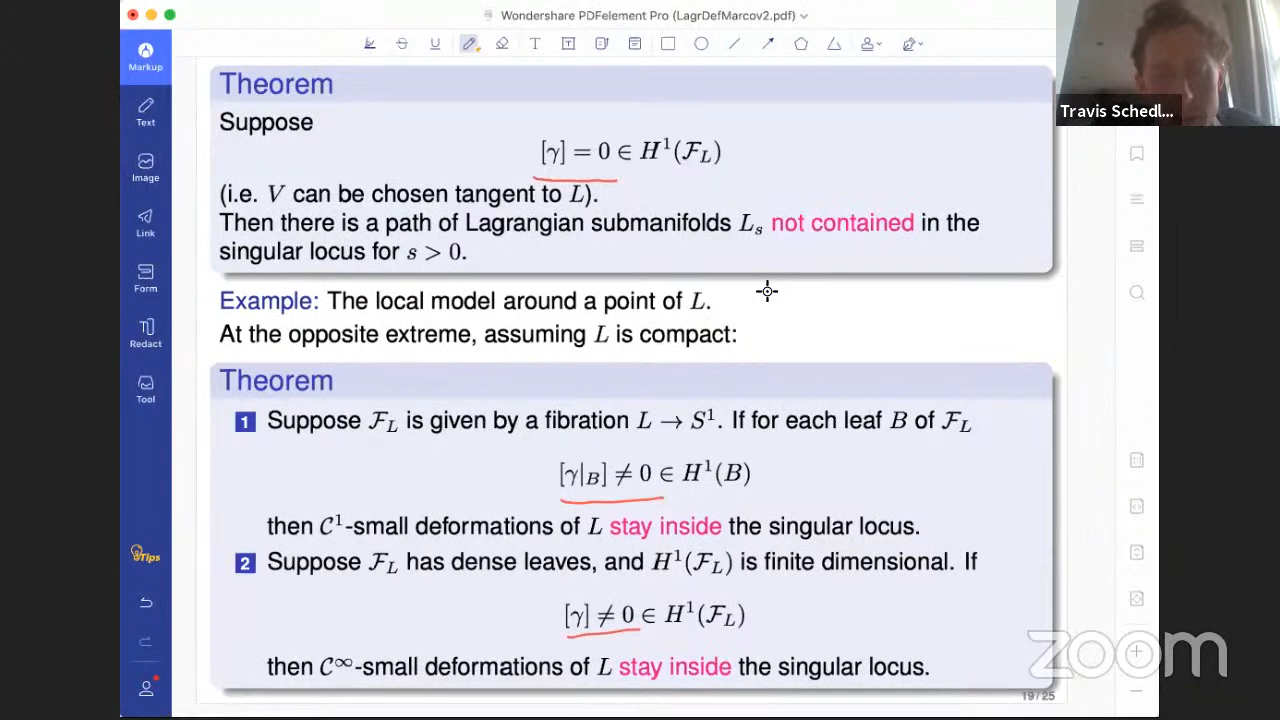 Wondershare PDFelement Pro (LagrDefMarcov2.pdf)
Markup
Text
Image
Link
Form
Redact
Tool
Tips
Travis Schedl...
Theorem
Suppose
[γ] = 0 ∈ H¹(𝓕_L)
(i.e. V can be chosen tangent to L).
Then there is a path of Lagrangian submanifolds L_s not contained in the
singular locus for s > 0.
Example: The local model around a point of L.
At the opposite extreme, assuming L is compact:
Theorem
1 Suppose 𝓕_L is given by a fibration L → S¹. If for each leaf B of 𝓕_L
[γ|_B] ≠ 0 ∈ H¹(B)
then 𝒞¹-small deformations of L stay inside the singular locus.
2 Suppose 𝓕_L has dense leaves, and H¹(𝓕_L) is finite dimensional. If
[γ] ≠ 0 ∈ H¹(𝓕_L)
then 𝒞^∞-small deformations of L stay inside the singular locus.
19/25
zoom